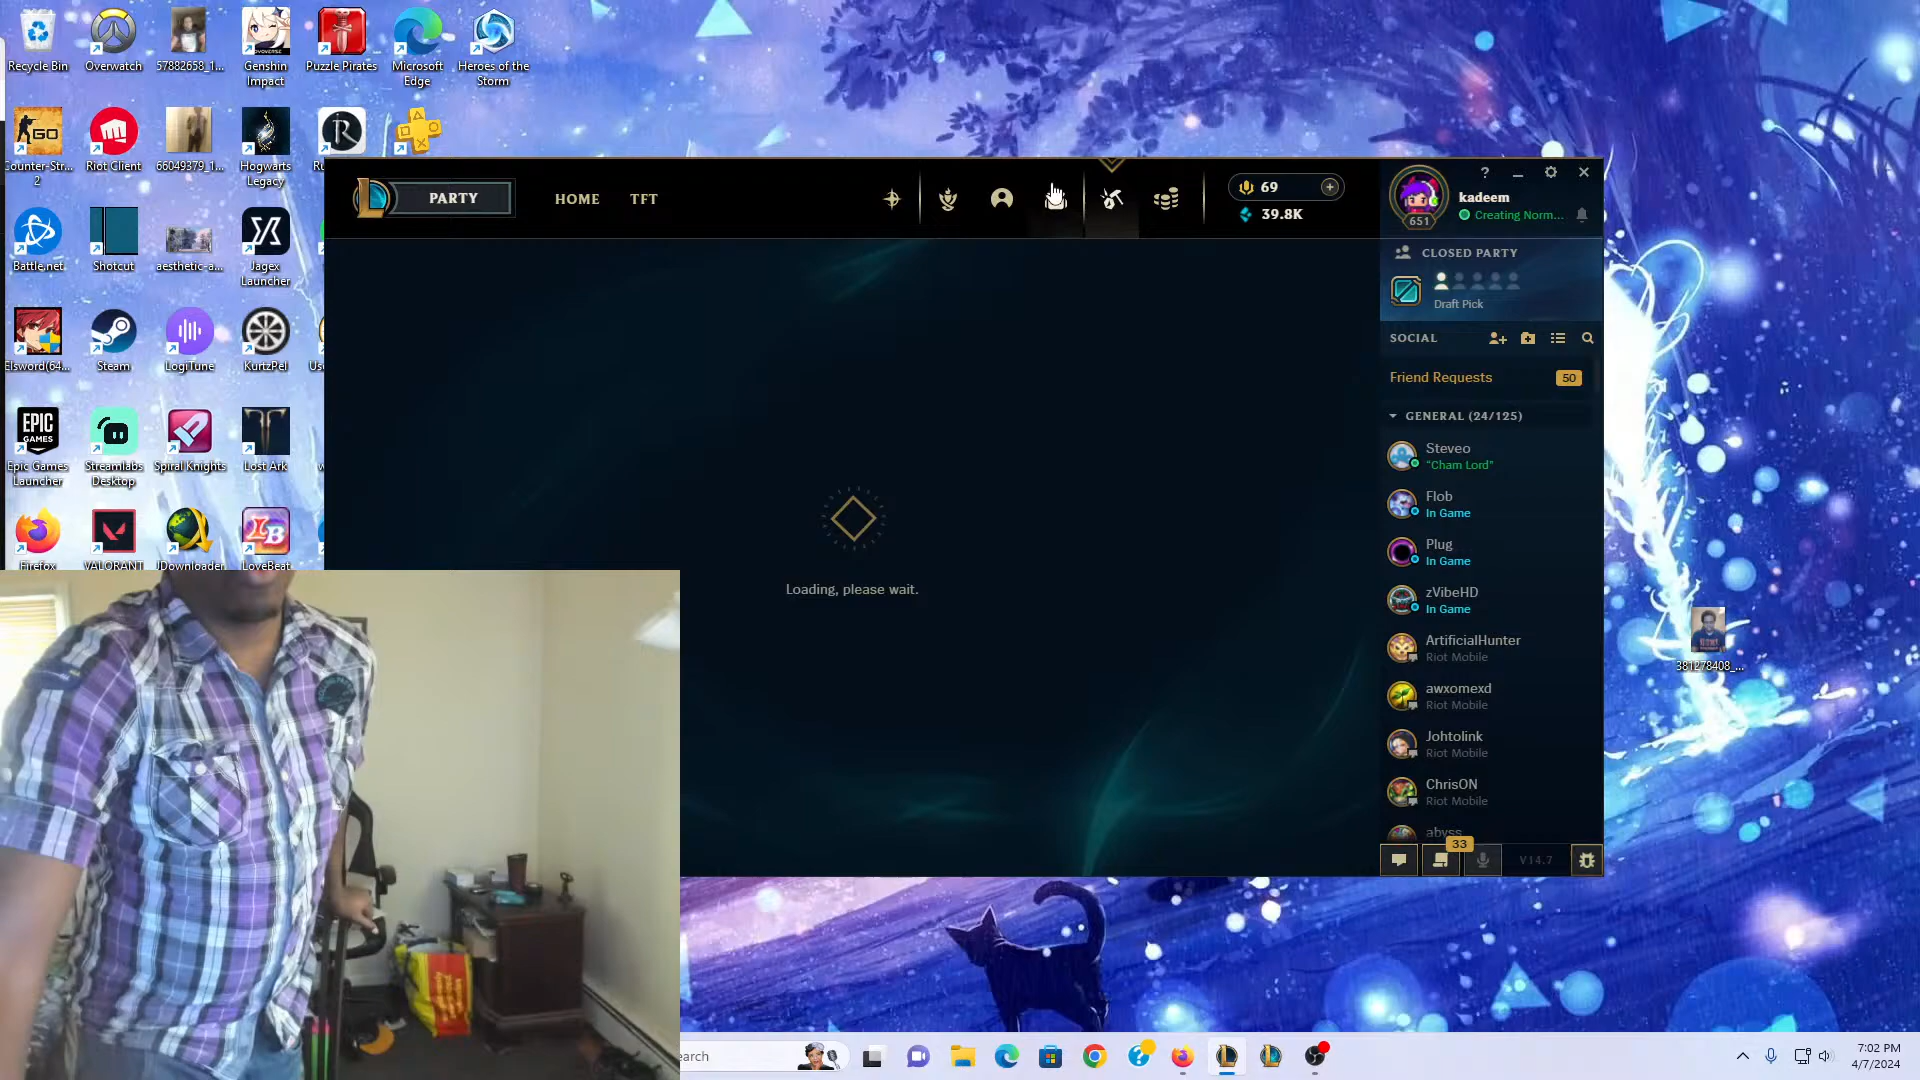 Recycle Bin
Overwatch
57882658_1...
Genshin Impact
Puzzle Pirates
Microsoft Edge
Heroes of the Storm
Counter-Str... 2
Riot Client
66049379_1...
Hogwarts Legacy
Battle.net
Shotcut
aesthetic-a...
Jagex Launcher
Elsword(64...
Steam
LogiTune
KurtzPel
Epic Games Launcher
Streamlabs Desktop
Spiral Knights
Lost Ark
Firefox
VALORANT
JDownloader
LoveBeat
PARTY
HOME
TFT
69
39.8K
651
kadeem
Creating Norm...
CLOSED PARTY
Draft Pick
SOCIAL
Friend Requests
50
GENERAL (24/125)
Steveo
"Cham Lord"
Flob
In Game
Plug
In Game
zVibeHD
In Game
ArtificialHunter
Riot Mobile
awxomexd
Riot Mobile
Johtolink
Riot Mobile
ChrisON
Riot Mobile
abyss
33
V14.7
Loading, please wait.
381278408_...
earch
7:02 PM
4/7/2024